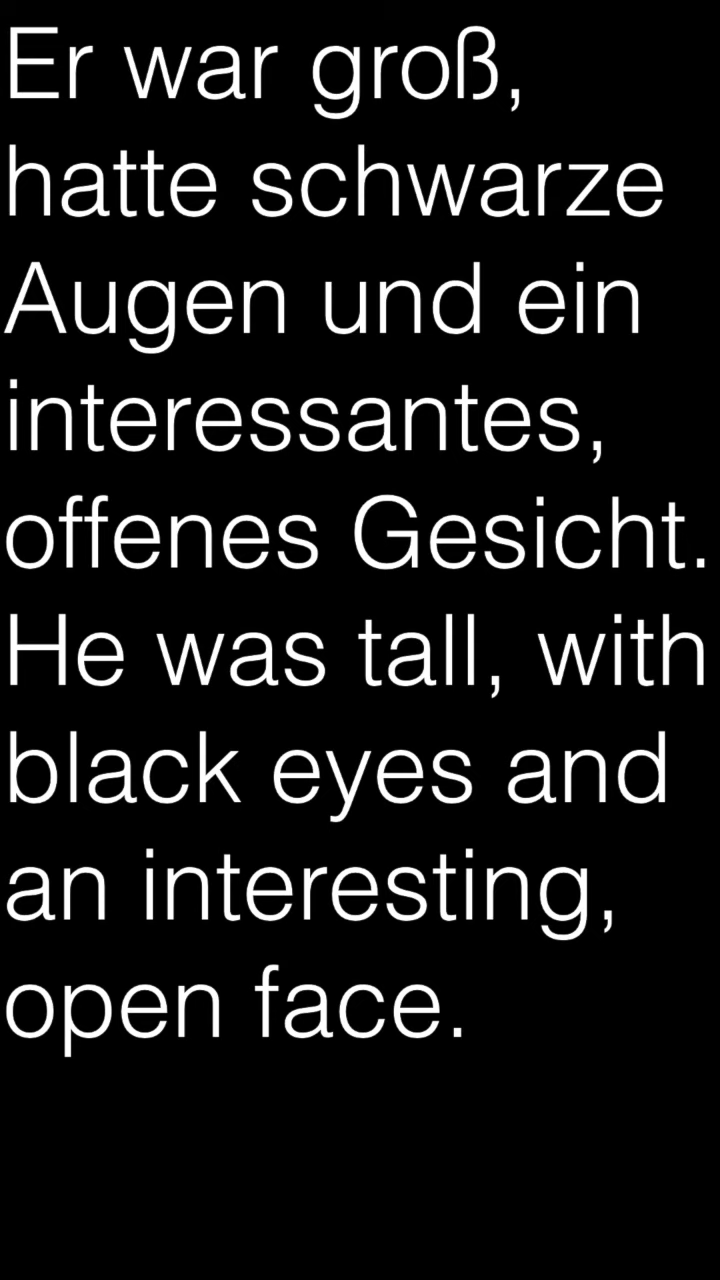 Er war groß,
hatte schwarze
Augen und ein
interessantes,
offenes Gesicht.
He was tall, with
black eyes and
an interesting,
open face.